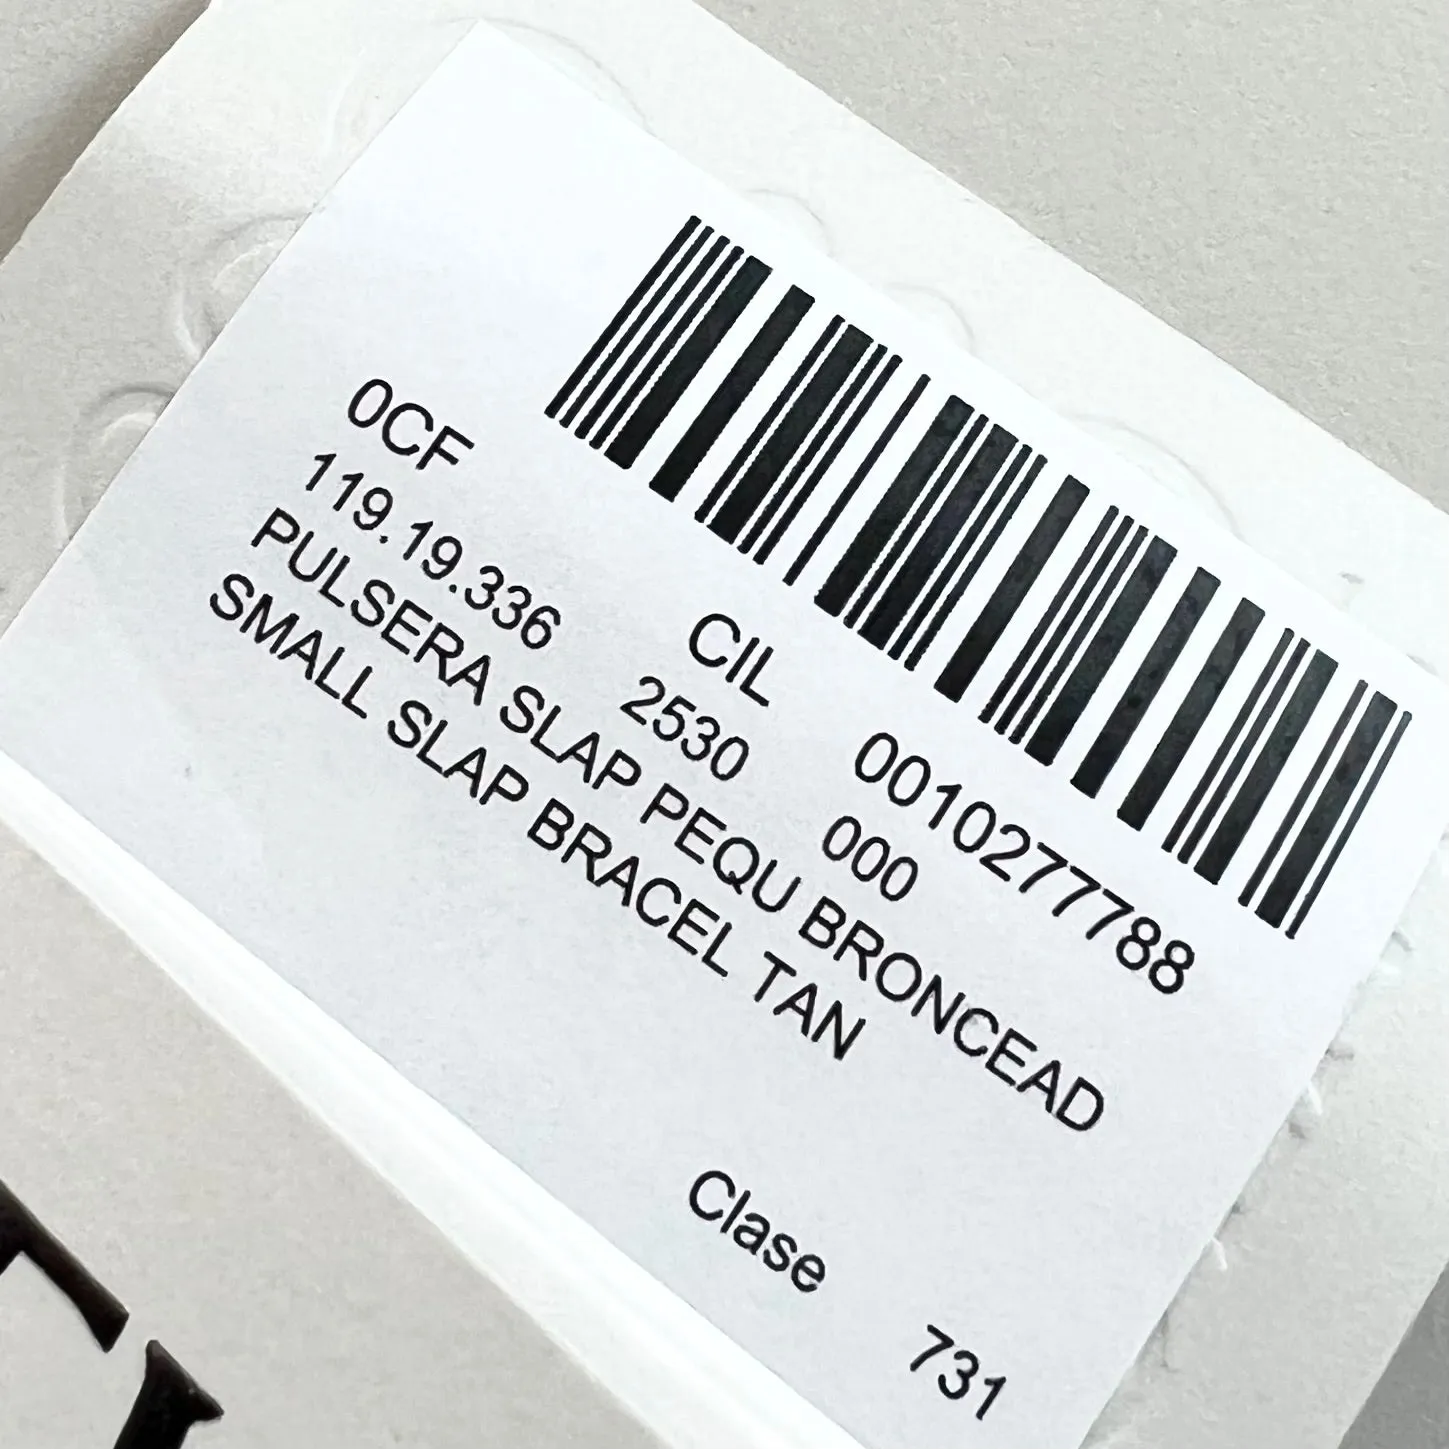 0CF CIL 0010277788
119.19.336 2530 000
PULSERA SLAP PEQU BRONCEAD
SMALL SLAP BRACEL TAN
Clase 731